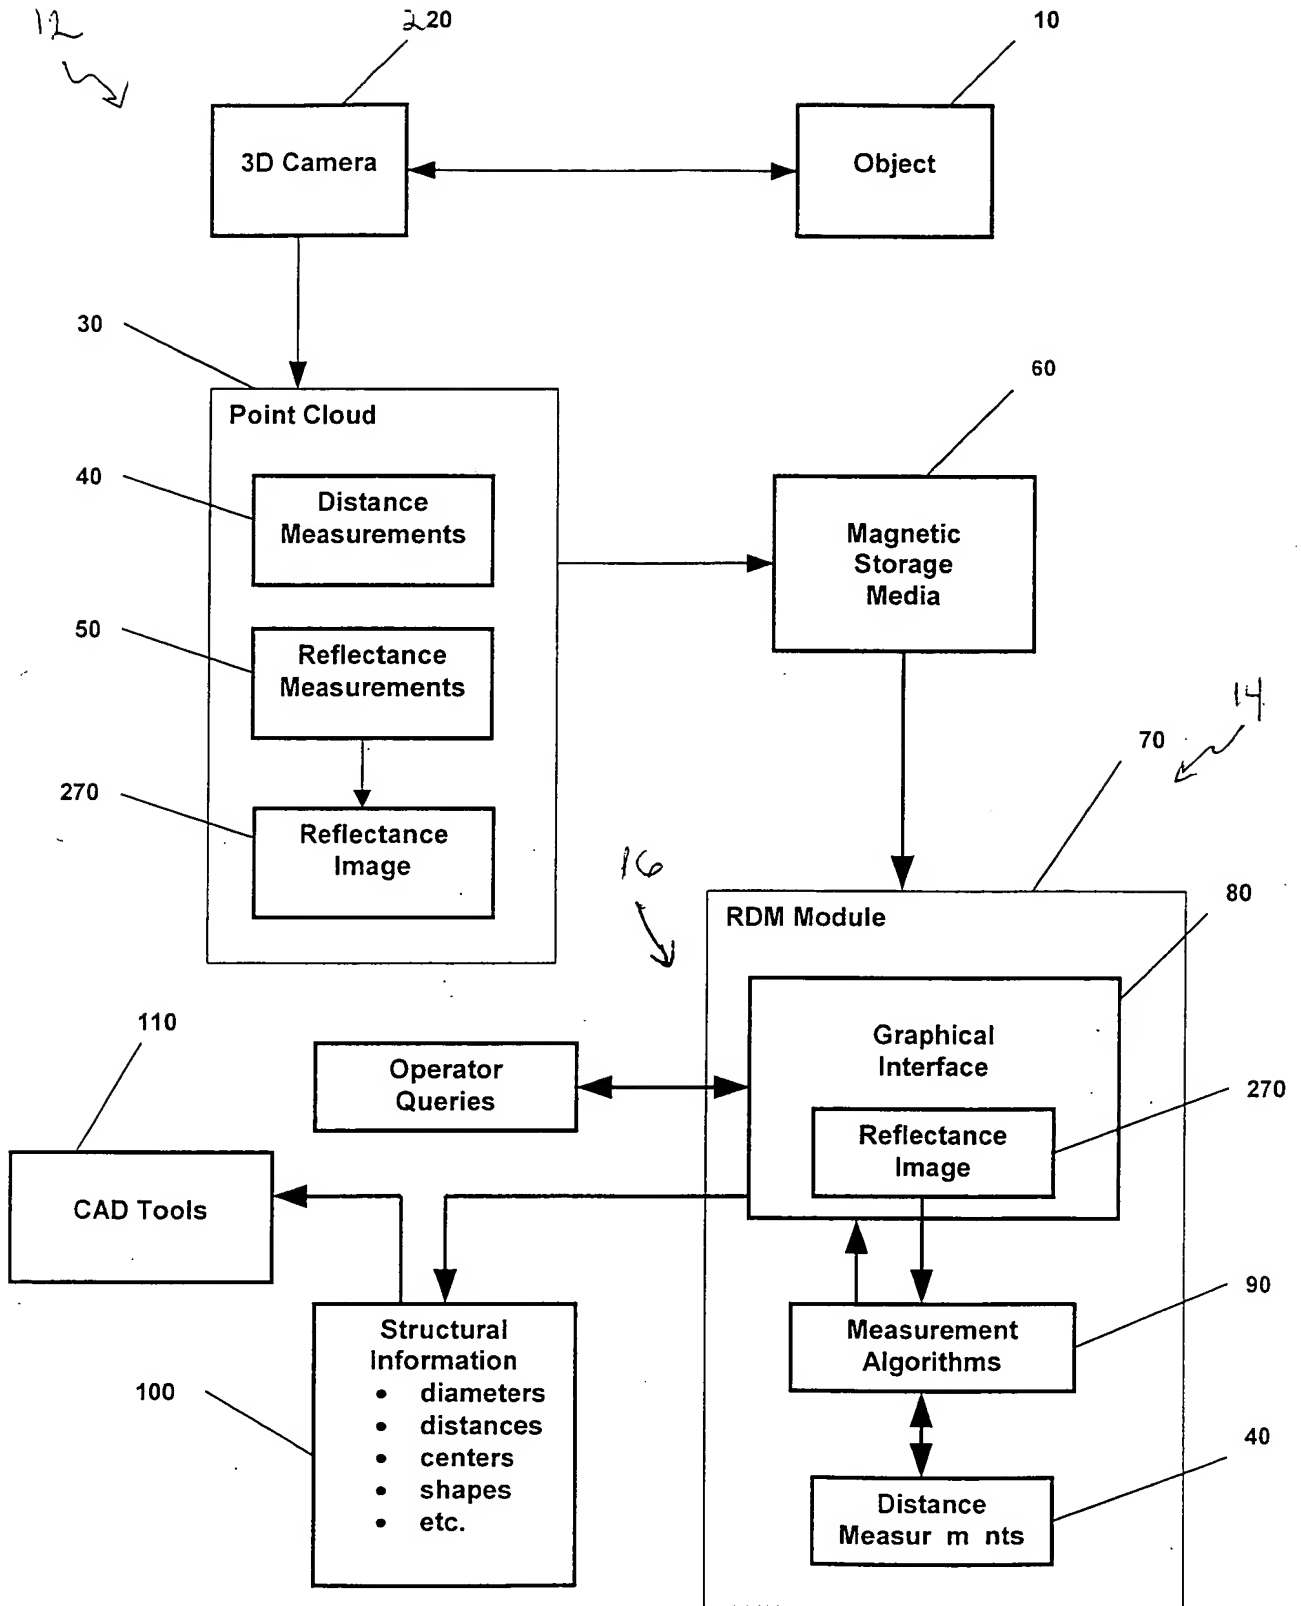 12
220
10
3D Camera
Object
30
60
Point Cloud
40
Distance
Measurements
Magnetic
Storage
Media
50
Reflectance
Measurements
14
70
270
Reflectance
Image
16
80
RDM Module
110
Graphical
Interface
Operator
Queries
270
Reflectance
Image
CAD Tools
90
Structural
Information
• diameters
• distances
• centers
• shapes
• etc.
Measurement
Algorithms
100
40
Distance
Measur m nts